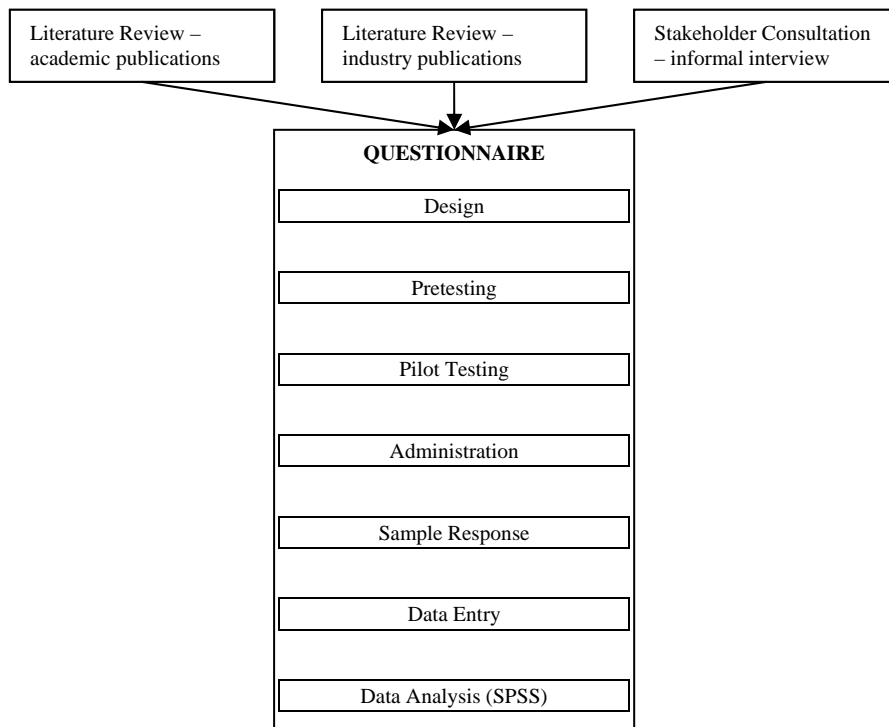 Literature Review –
academic publications
Literature Review –
industry publications
Stakeholder Consultation
– informal interview
QUESTIONNAIRE
Design
Pretesting
Pilot Testing
Administration
Sample Response
Data Entry
Data Analysis (SPSS)